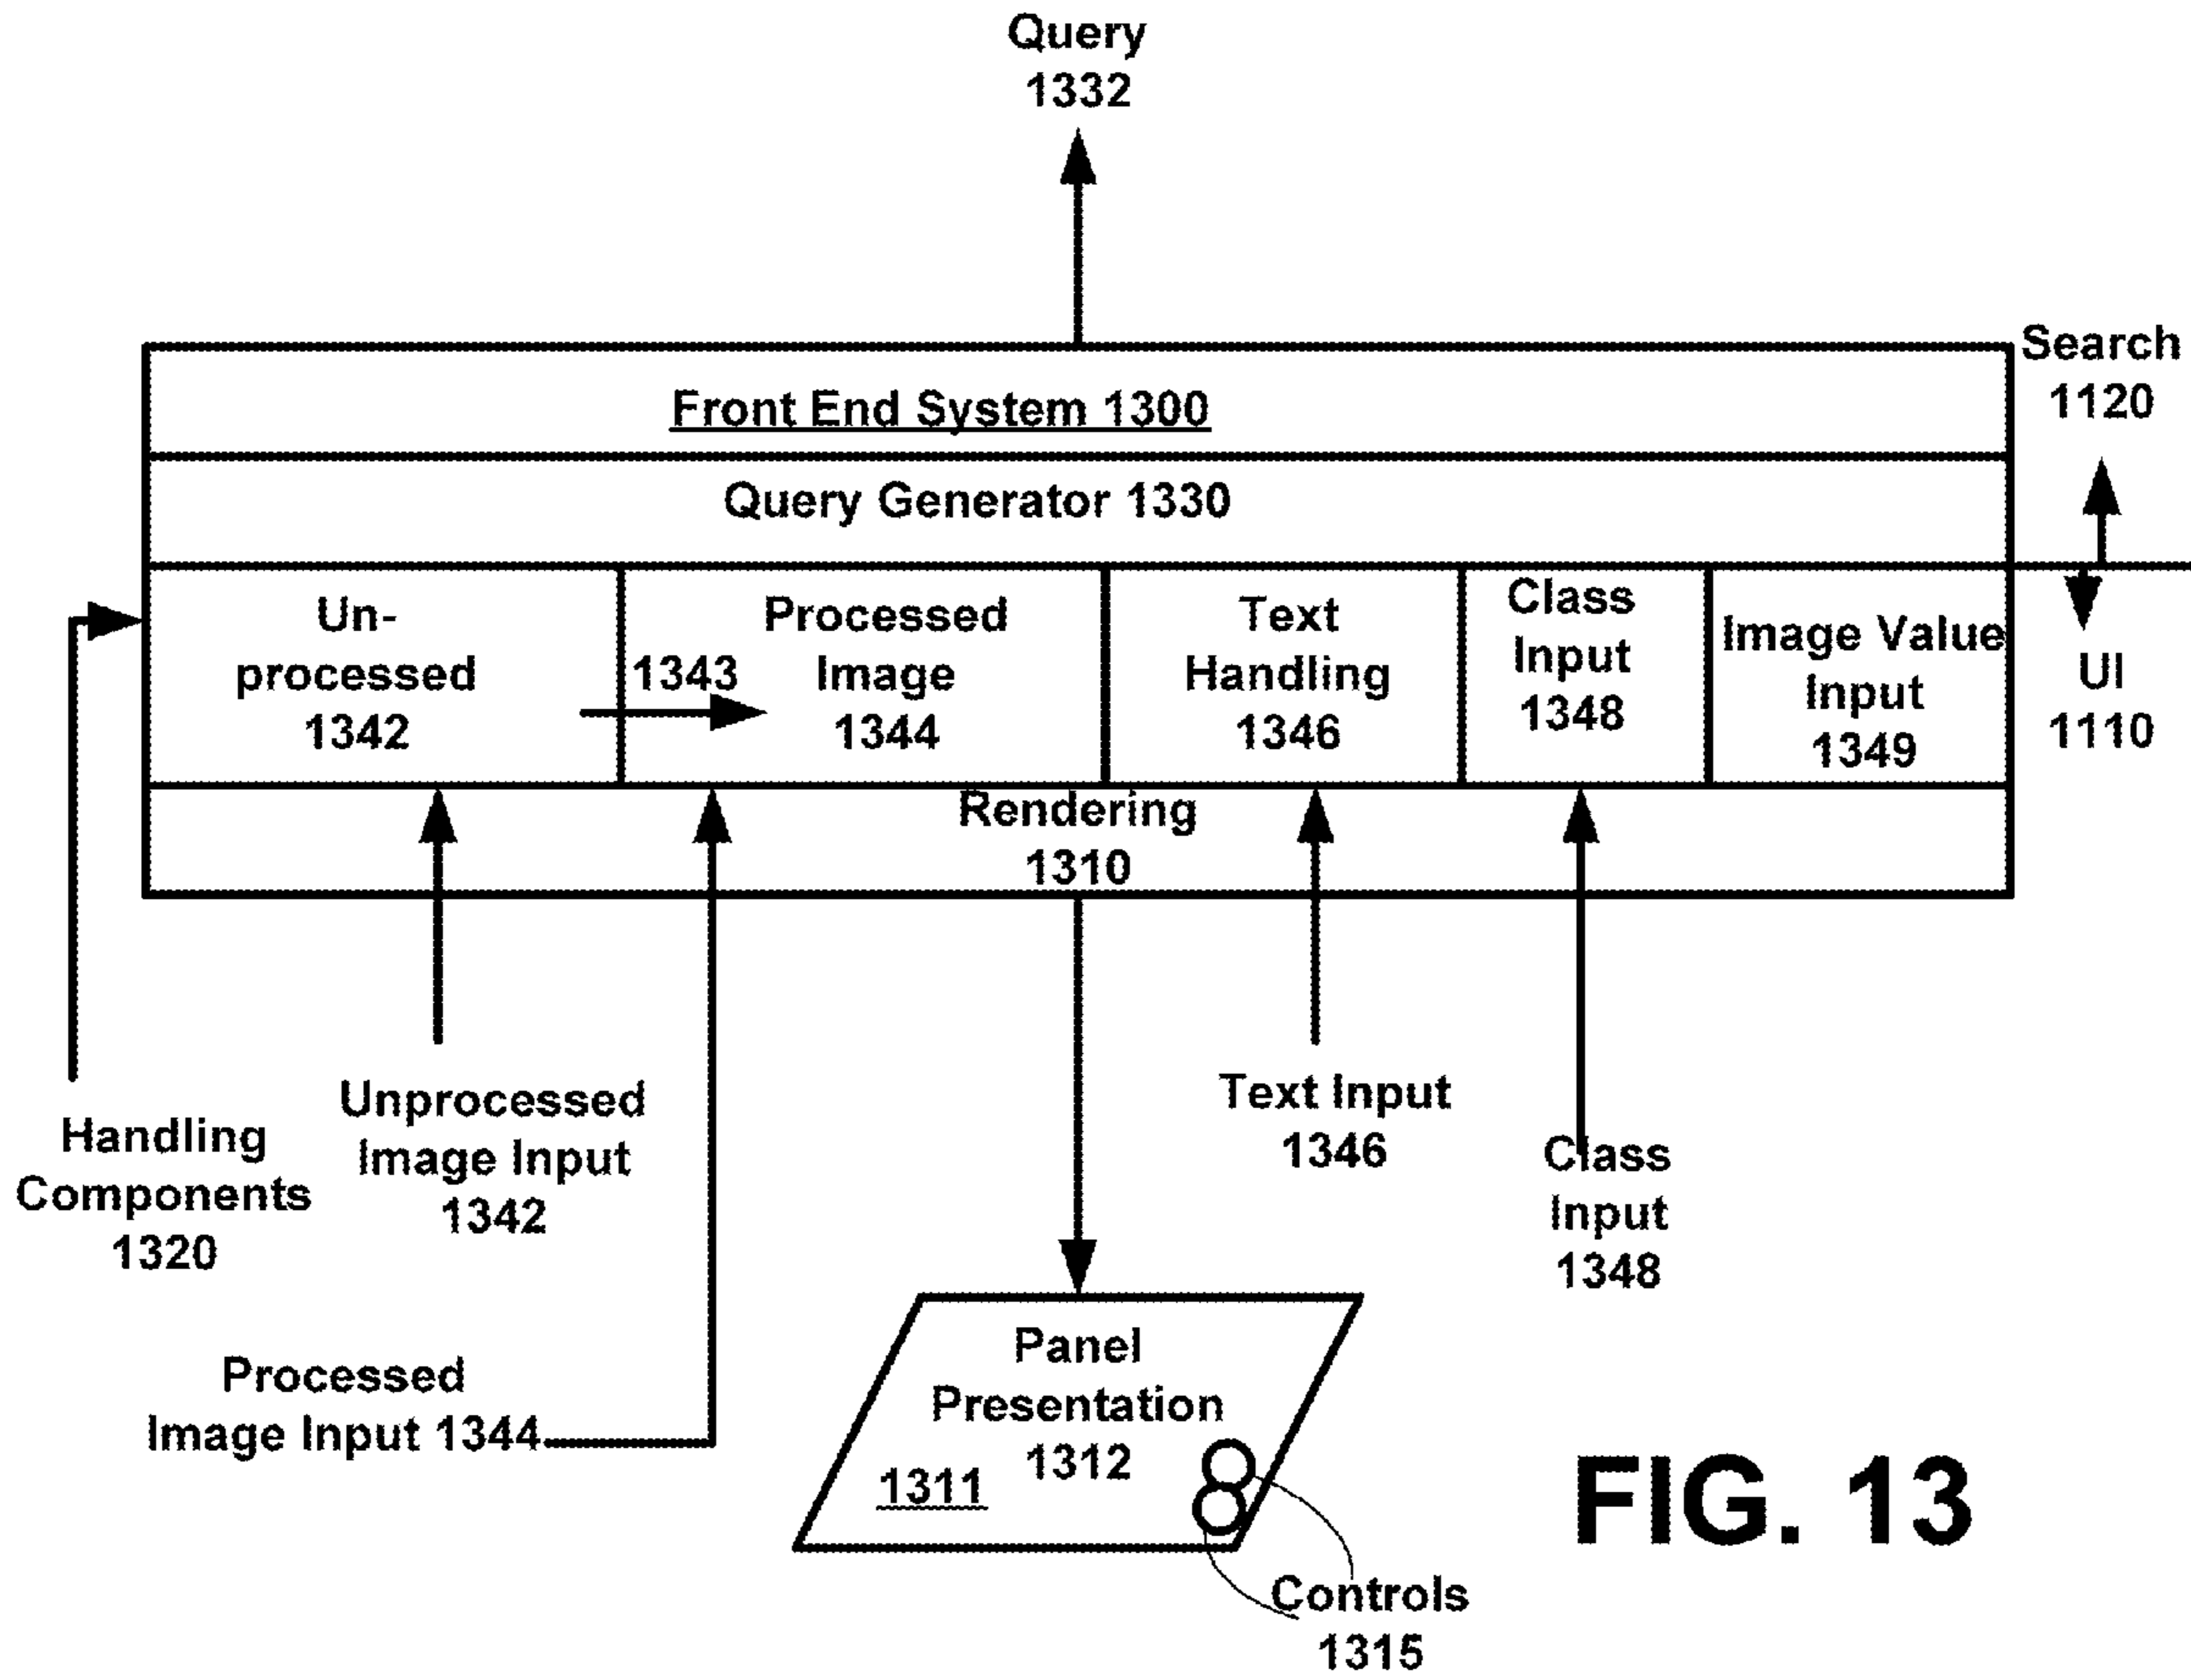 Query
1332
Search
1120
Front End System 1300
Query Generator 1330
Un-
processed
1342
1343
Processed
Image
1344
Text
Handling
1346
Class
Input
1348
Image Value
Input
1349
UI
1110
Rendering
1310
Handling
Components
1320
Unprocessed
Image Input
1342
Text Input
1346
Class
Input
1348
Processed
Image Input 1344
Panel
Presentation
1312
1311
Controls
1315
FIG. 13